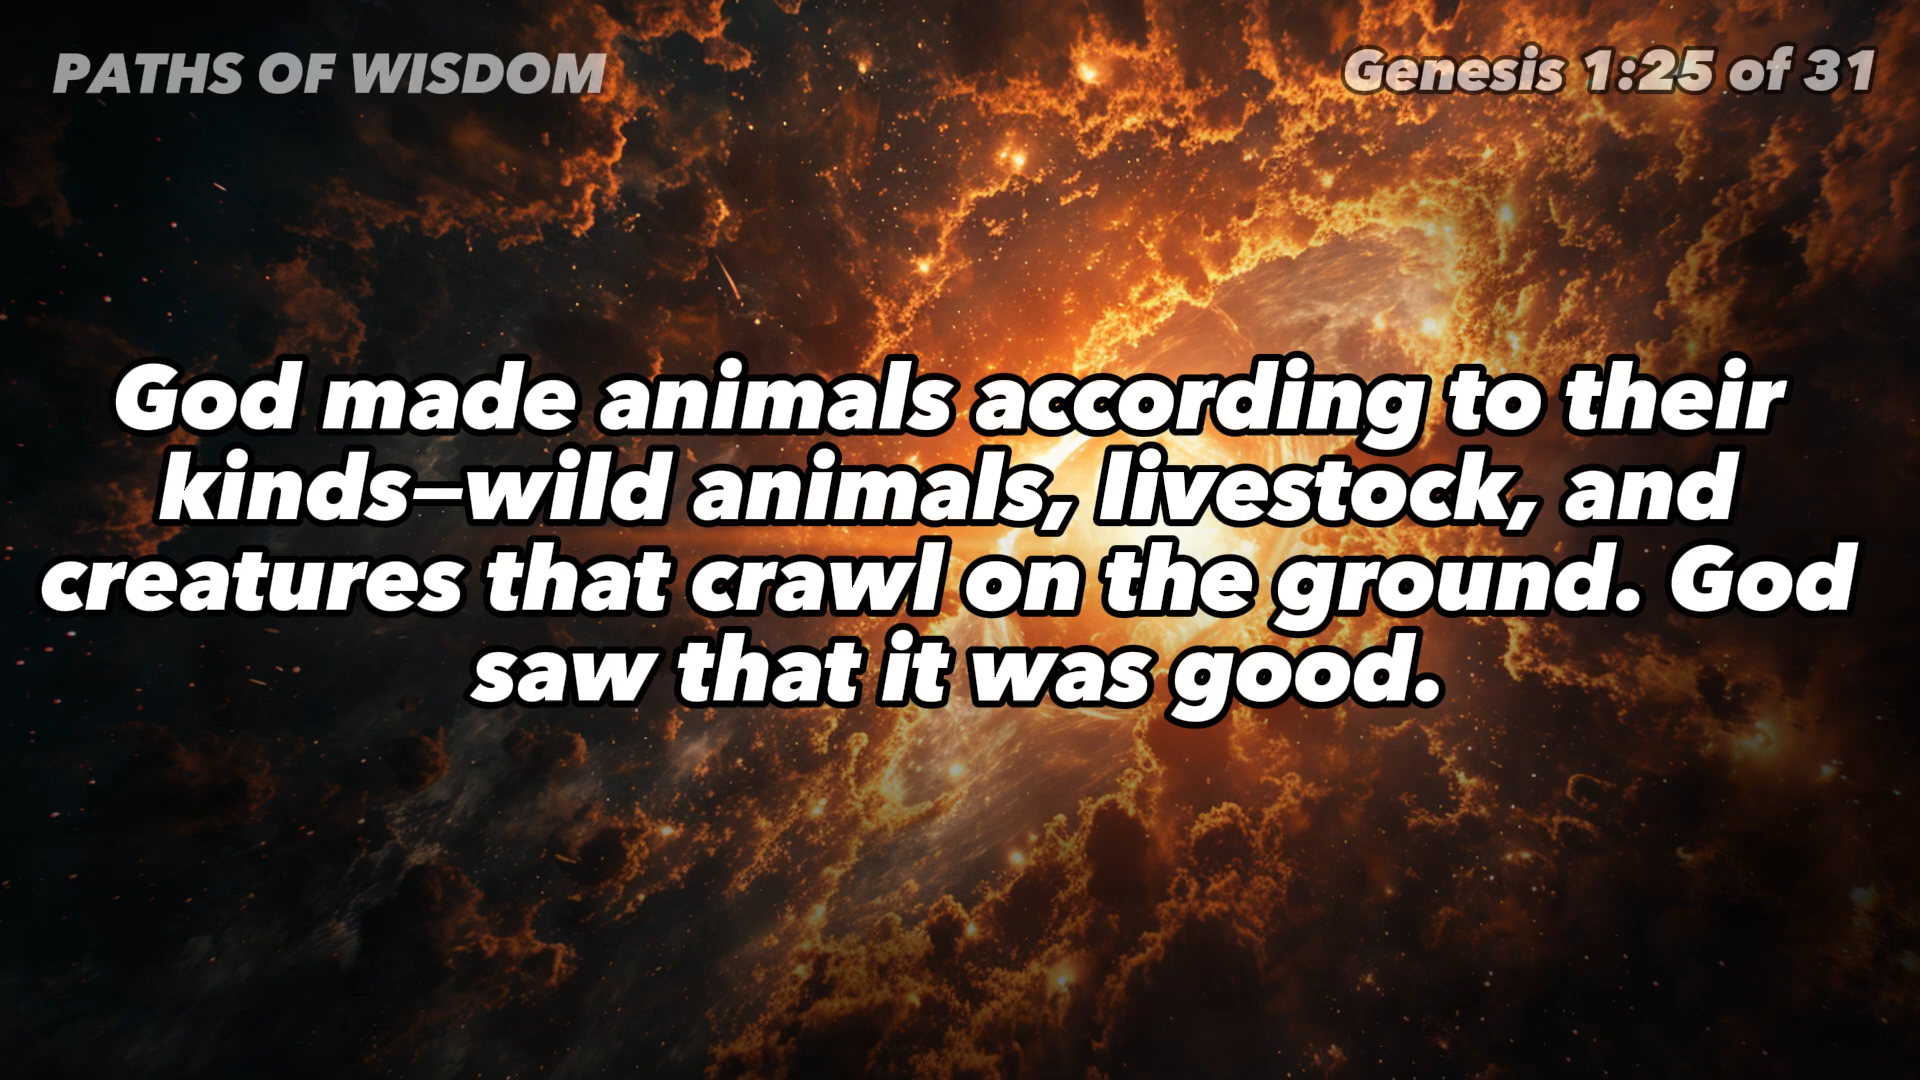 PATHS OF WISDOM
Genesis 1:25 of 31
God made animals according to their
kinds—wild animals, livestock, and
creatures that crawl on the ground. God
saw that it was good.